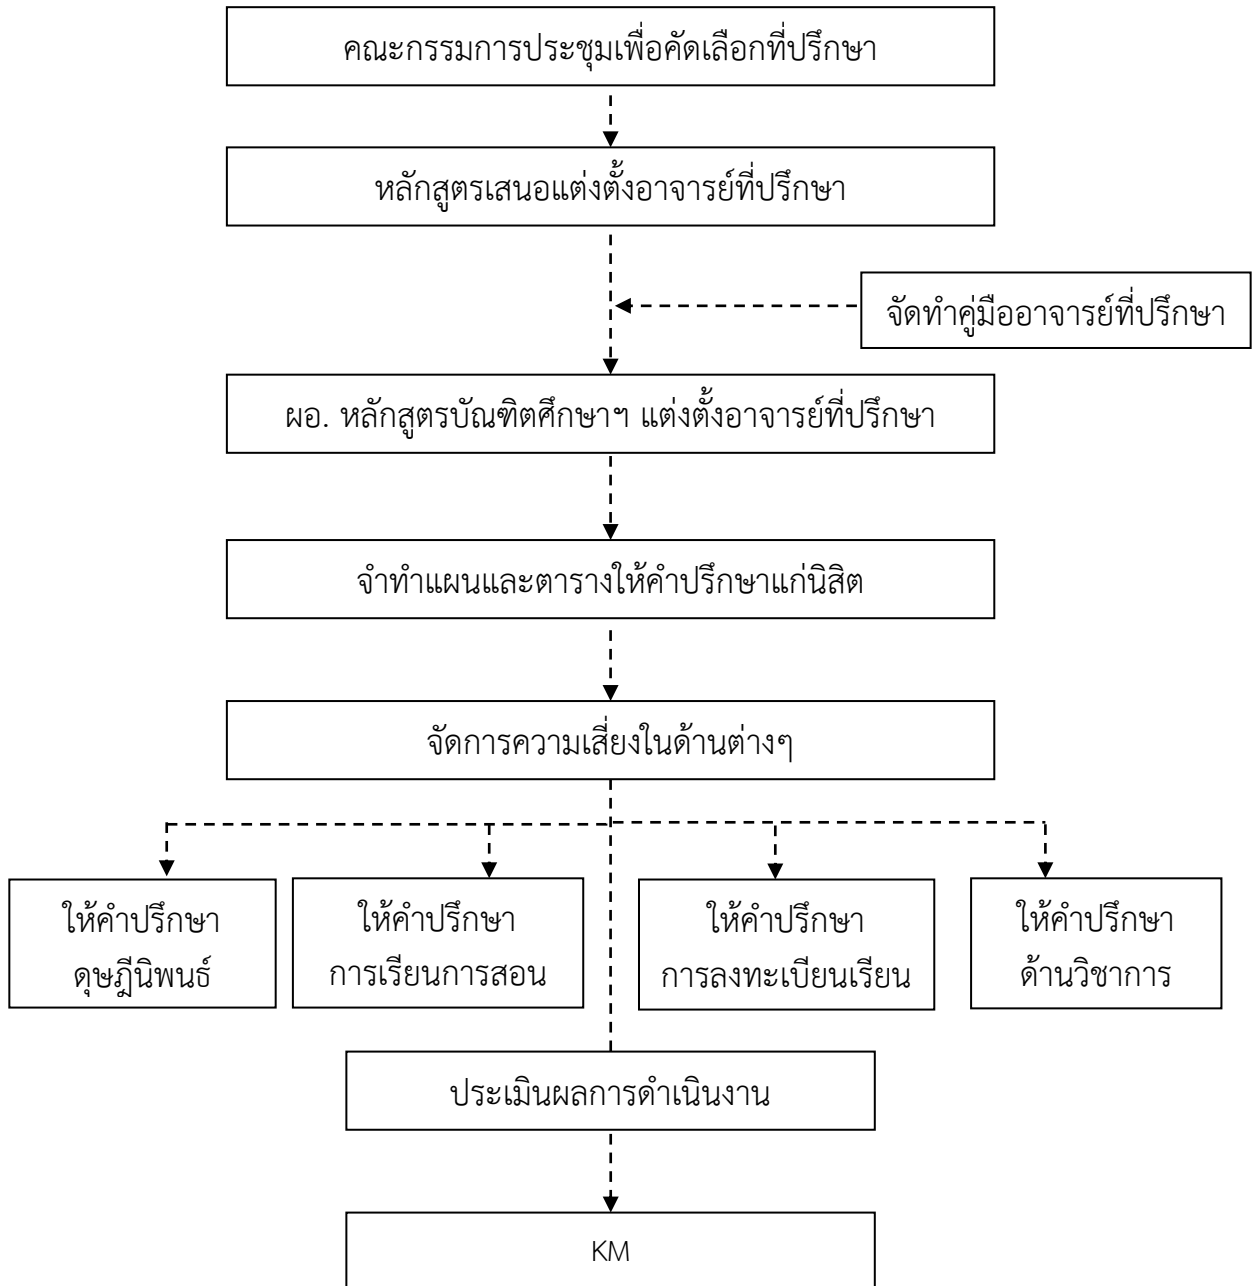 คณะกรรมการประชุมเพื่อคัดเลือกที่ปรึกษา
หลักสูตรเสนอแต่งตั้งอาจารย์ที่ปรึกษา
จัดทำคู่มืออาจารย์ที่ปรึกษา
ผอ. หลักสูตรบัณฑิตศึกษาฯ แต่งตั้งอาจารย์ที่ปรึกษา
จำทำแผนและตารางให้คำปรึกษาแก่นิสิต
จัดการความเสี่ยงในด้านต่างๆ
ให้คำปรึกษา
ดุษฎีนิพนธ์
ให้คำปรึกษา
การเรียนการสอน
ให้คำปรึกษา
การลงทะเบียนเรียน
ให้คำปรึกษา
ด้านวิชาการ
ประเมินผลการดำเนินงาน
KM